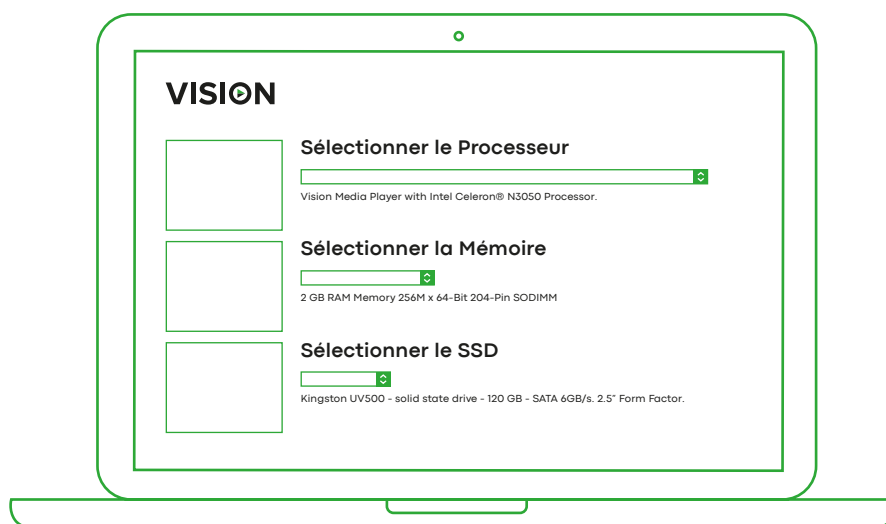 VISION
Sélectionner le Processeur
Vision Media Player with Intel Celeron® N3050 Processor.
Sélectionner la Mémoire
2 GB RAM Memory 256M x 64-Bit 204-Pin SODIMM
Sélectionner le SSD
Kingston UV500 - solid state drive - 120 GB - SATA 6GB/s. 2.5” Form Factor.